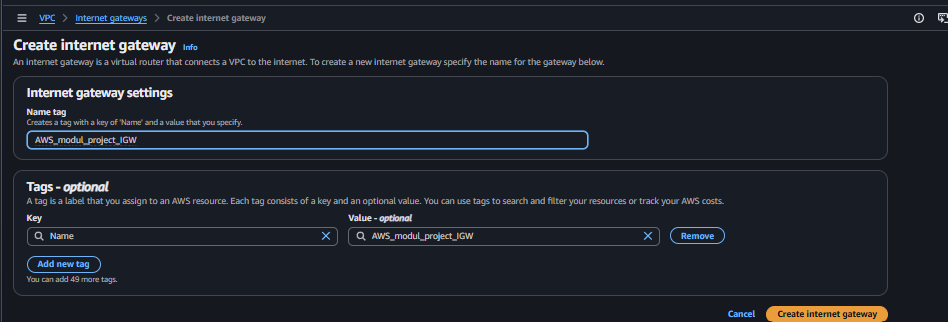 VPC > Internet gateways > Create internet gateway
Create internet gateway Info
An internet gateway is a virtual router that connects a VPC to the internet. To create a new internet gateway specify the name for the gateway below.
Internet gateway settings
Name tag
Creates a tag with a key of 'Name' and a value that you specify.
AWS_modul_project_IGW
Tags - optional
A tag is a label that you assign to an AWS resource. Each tag consists of a key and an optional value. You can use tags to search and filter your resources or track your AWS costs.
Key Value - optional
Name AWS_modul_project_IGW Remove
Add new tag
You can add 49 more tags.
Cancel Create internet gateway